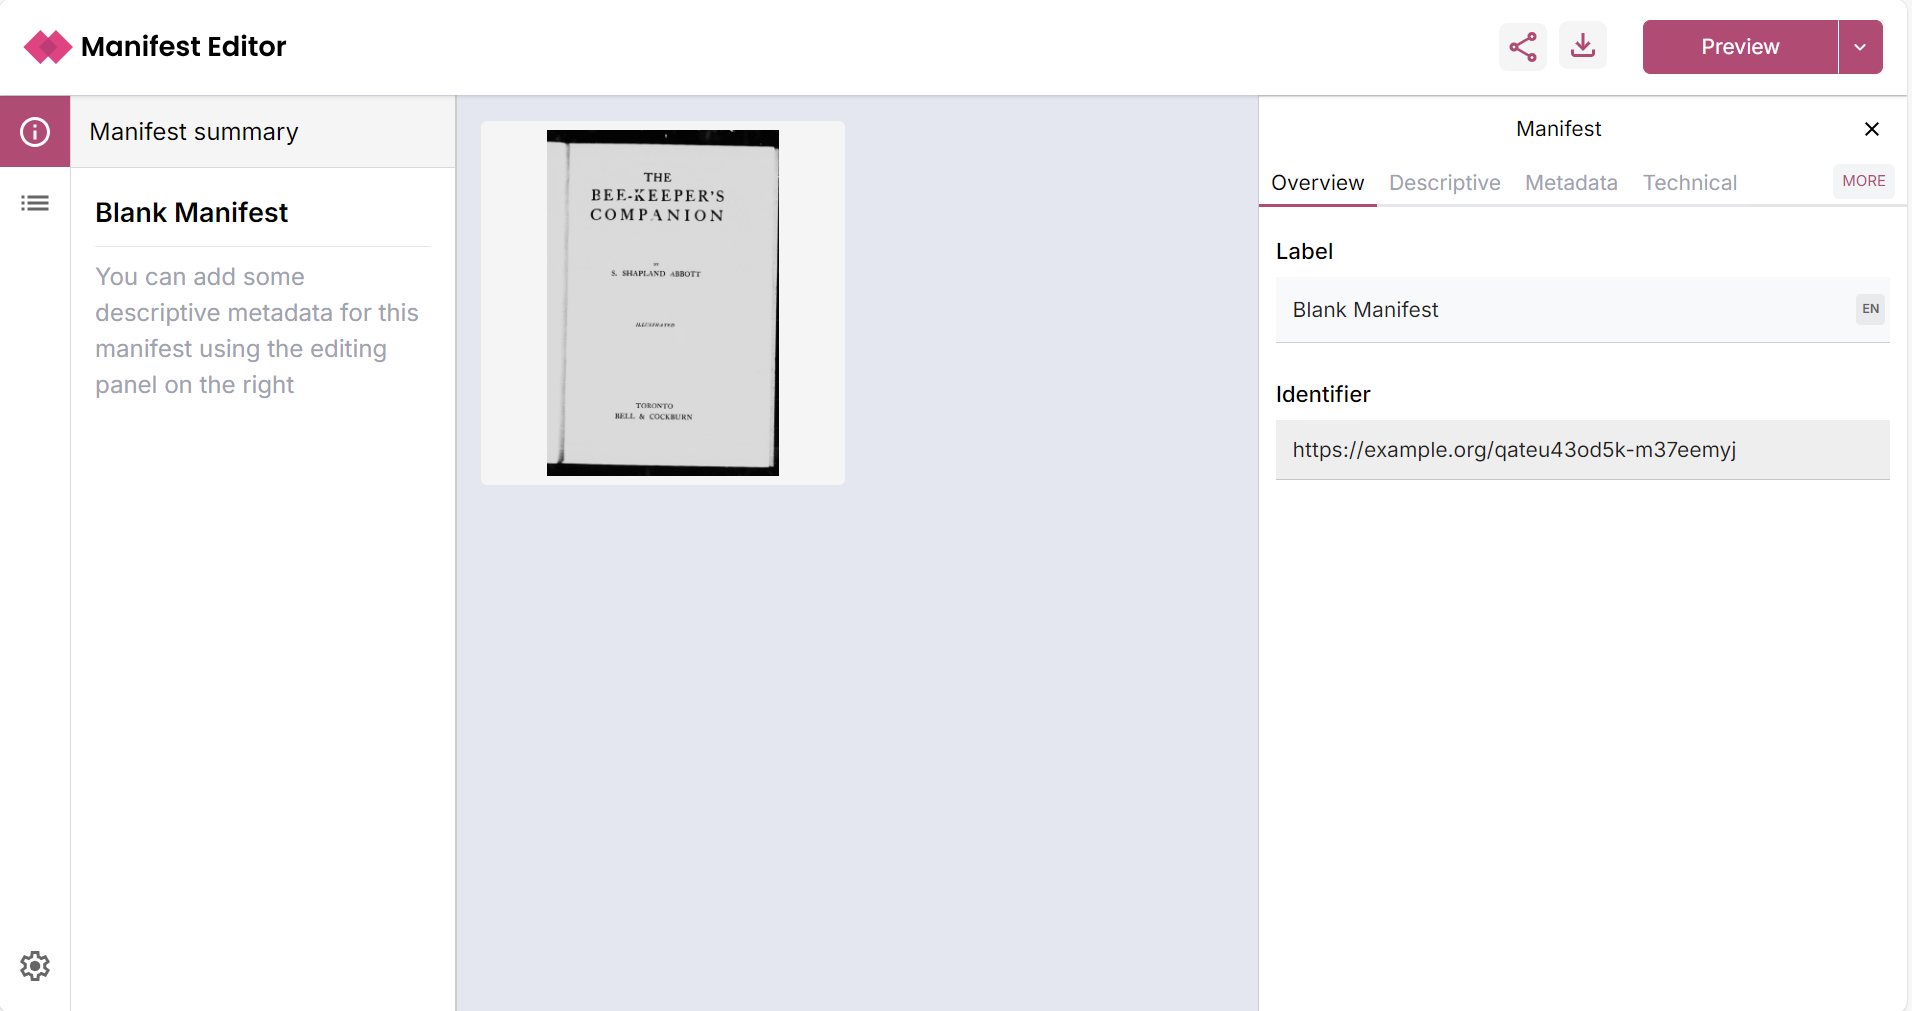 Manifest Editor
Preview
Manifest summary
Blank Manifest
You can add some
descriptive metadata for this
manifest using the editing
panel on the right
THE
BEE-KEEPER'S
COMPANION
BY
S. SHAPLAND ABBOTT
ILLUSTRATED
TORONTO
BELL & COCKBURN
Manifest
Overview Descriptive Metadata Technical MORE
Label
Blank Manifest EN
Identifier
https://example.org/qateu43od5k-m37eemyj